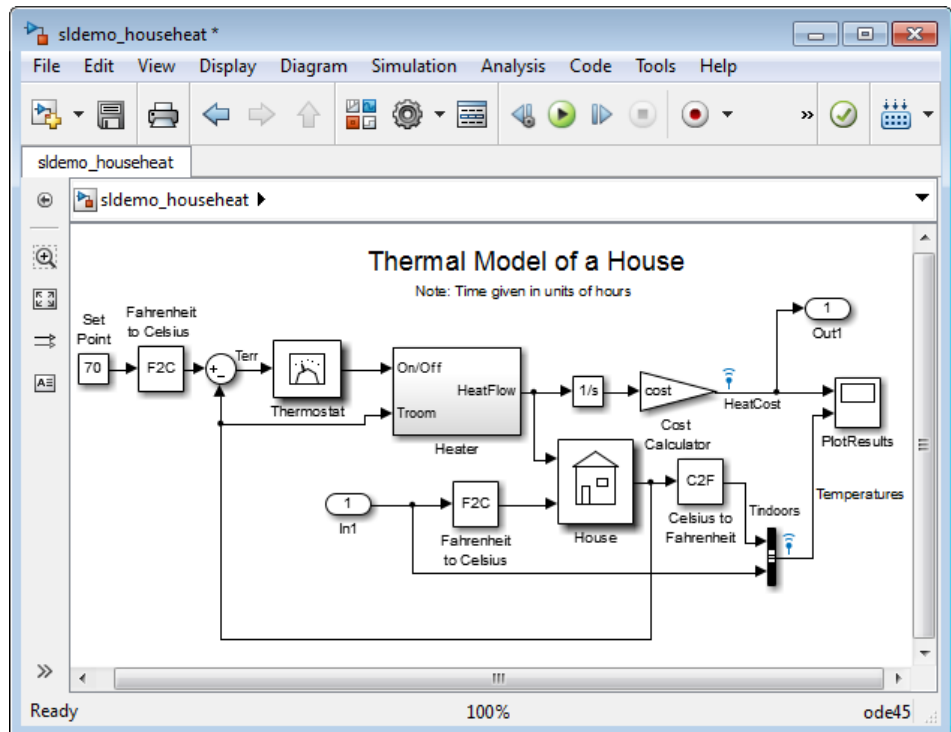 sldemo_househeat *
File Edit View Display Diagram Simulation Analysis Code Tools Help
»
sldemo_househeat
sldemo_househeat
Thermal Model of a House
Note: Time given in units of hours
Set
Point
70
Fahrenheit
to Celsius
F2C
+
-
Terr
Thermostat
On/Off
HeatFlow
Troom
Heater
1/s
cost
Cost
Calculator
HeatCost
1
Out1
PlotResults
1
In1
F2C
Fahrenheit
to Celsius
House
C2F
Celsius to
Fahrenheit
Tindoors
Temperatures
A
»
Ready 100% ode45